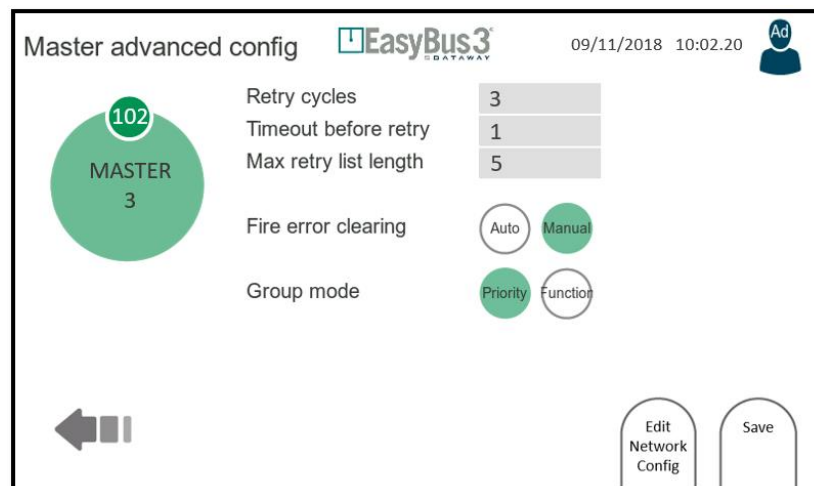 Master advanced config
EasyBus3
BY DATAWAY
09/11/2018 10:02.20
Ad
102
MASTER
3
Retry cycles 3
Timeout before retry 1
Max retry list length 5
Fire error clearing Auto Manual
Group mode Priority Function
Edit
Network
Config
Save